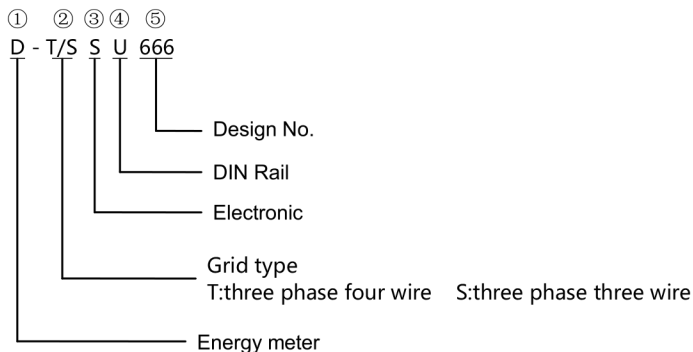 ① ② ③ ④ ⑤
D - T/S S U 666
Design No.
DIN Rail
Electronic
Grid type
T:three phase four wire S:three phase three wire
Energy meter